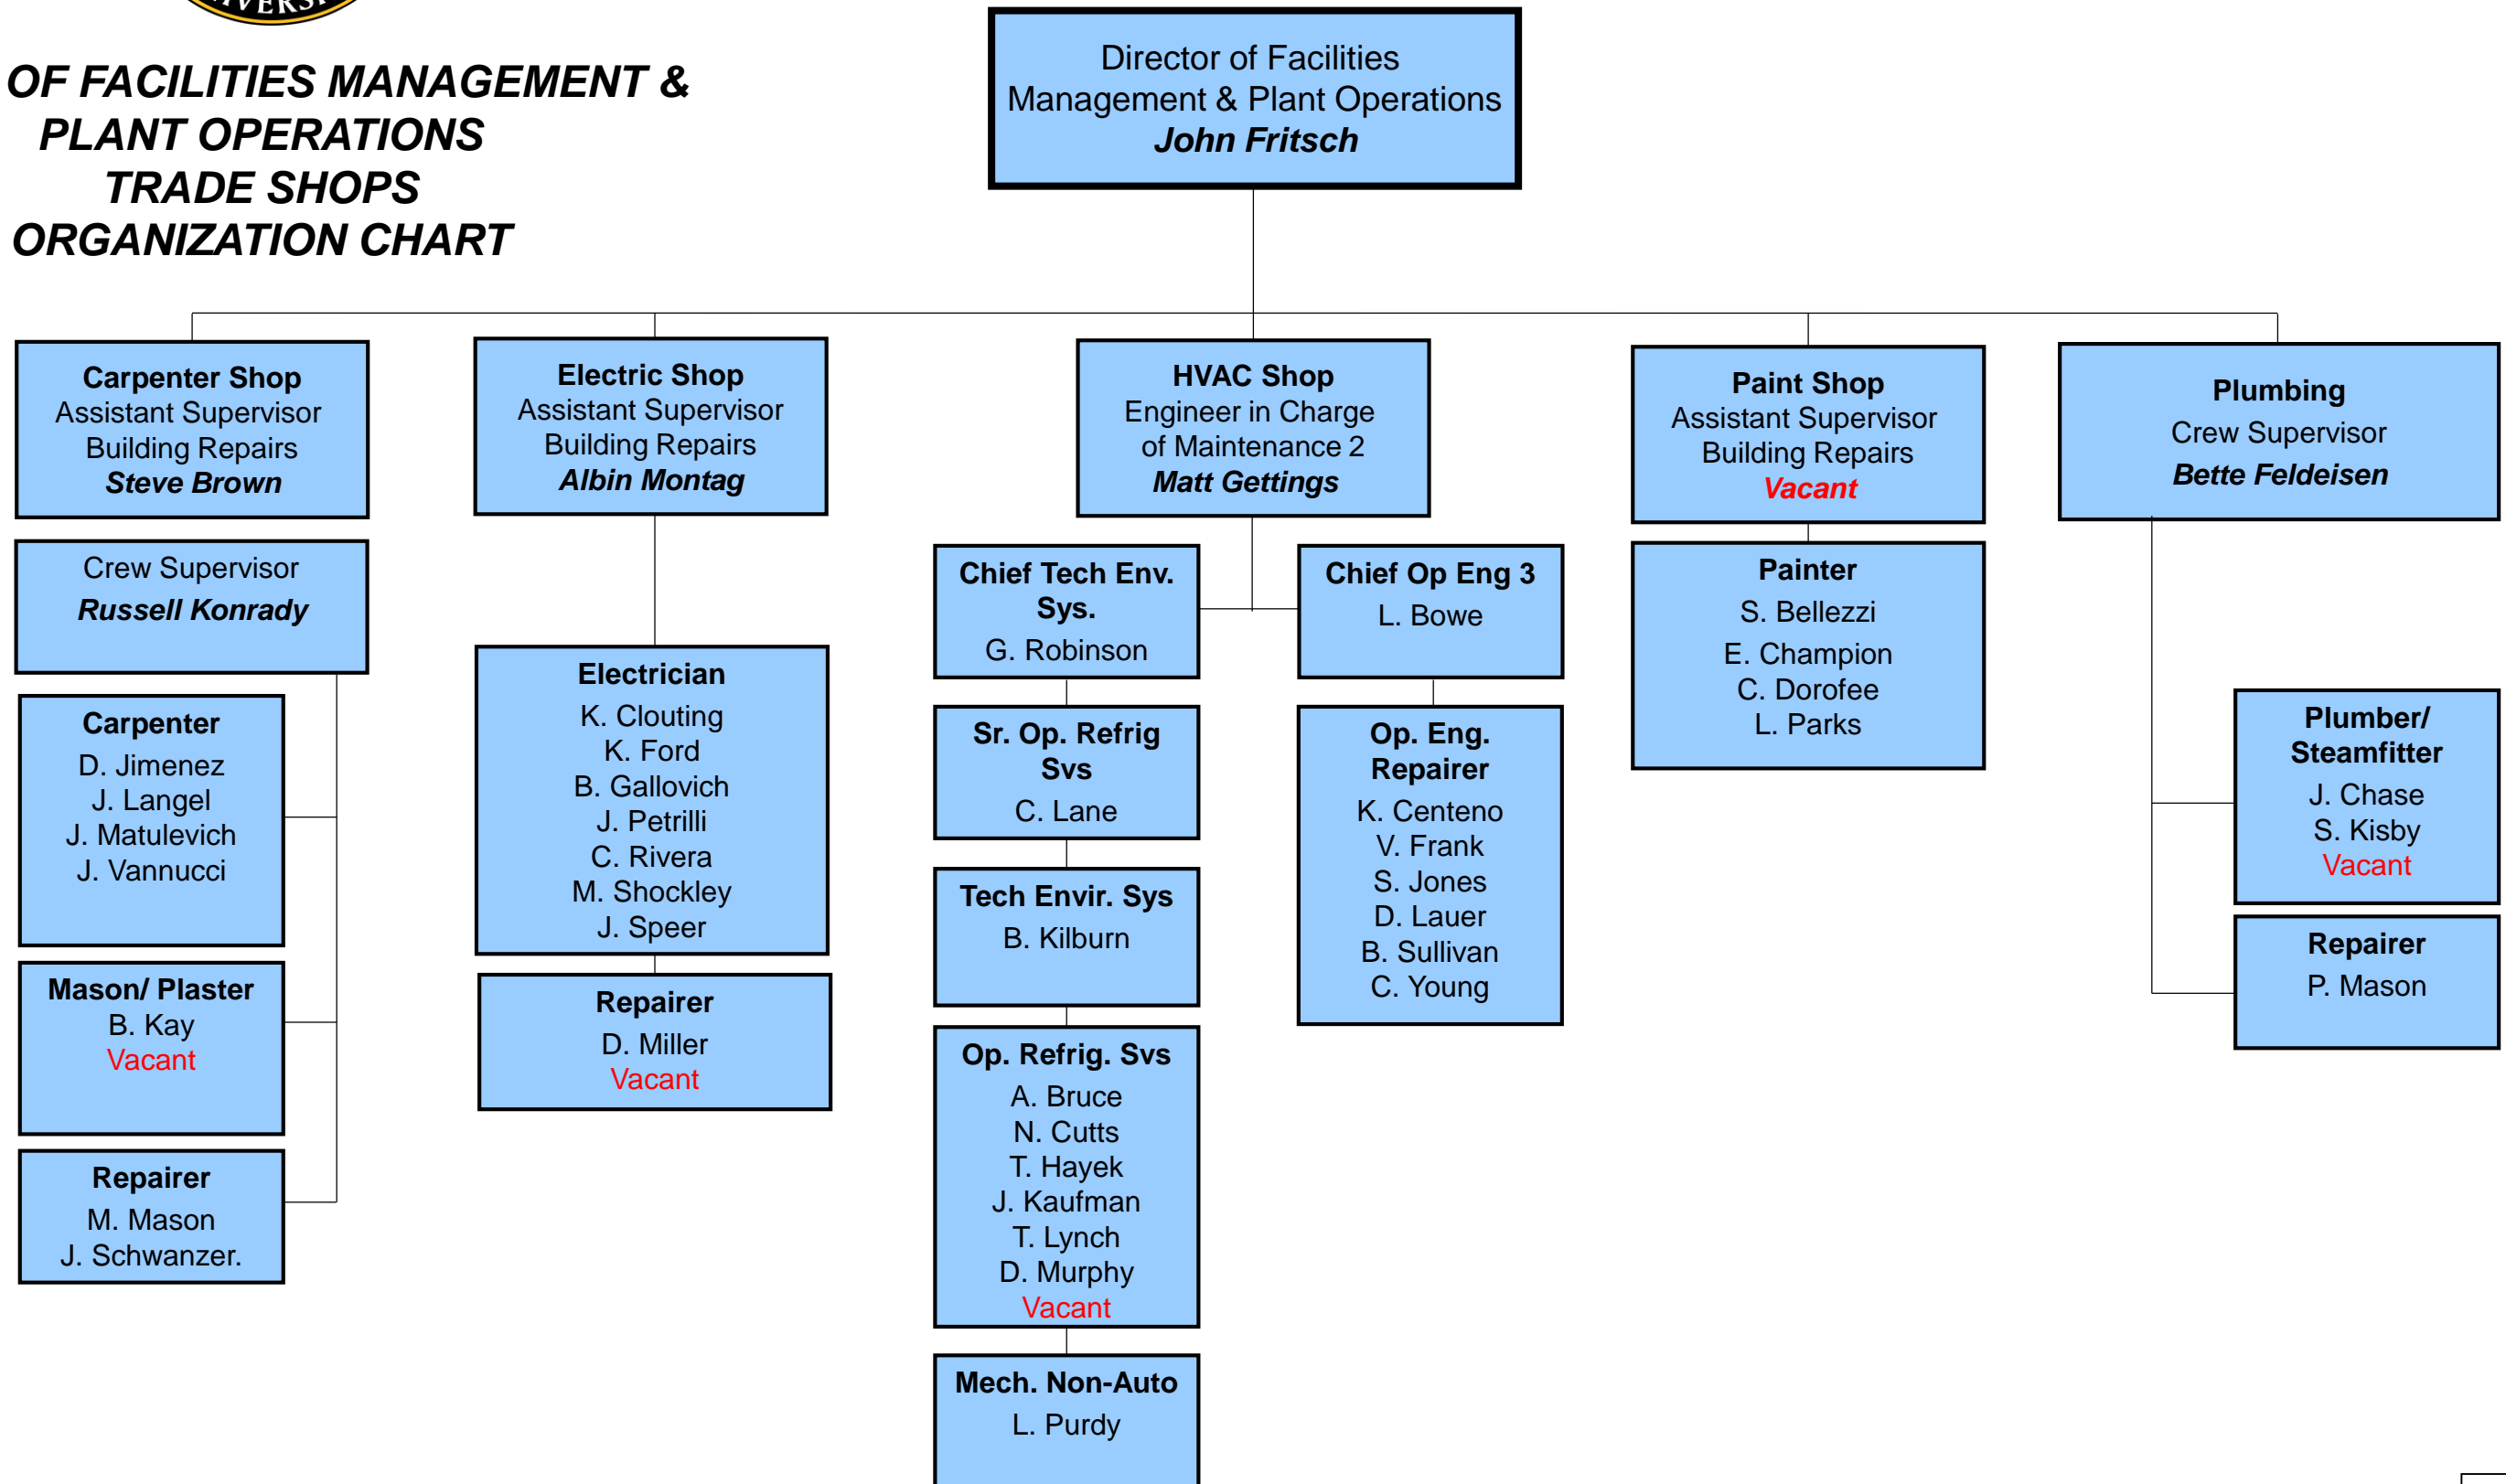 OF FACILITIES MANAGEMENT &
PLANT OPERATIONS
TRADE SHOPS
ORGANIZATION CHART
Director of Facilities
Management & Plant Operations
John Fritsch
Carpenter Shop
Assistant Supervisor
Building Repairs
Steve Brown
Crew Supervisor
Russell Konrady
Carpenter
D. Jimenez
J. Langel
J. Matulevich
J. Vannucci
Mason/ Plaster
B. Kay
Vacant
Repairer
M. Mason
J. Schwanzer.
Electric Shop
Assistant Supervisor
Building Repairs
Albin Montag
Electrician
K. Clouting
K. Ford
B. Gallovich
J. Petrilli
C. Rivera
M. Shockley
J. Speer
Repairer
D. Miller
Vacant
HVAC Shop
Engineer in Charge
of Maintenance 2
Matt Gettings
Chief Tech Env.
Sys.
G. Robinson
Sr. Op. Refrig
Svs
C. Lane
Tech Envir. Sys
B. Kilburn
Op. Refrig. Svs
A. Bruce
N. Cutts
T. Hayek
J. Kaufman
T. Lynch
D. Murphy
Vacant
Mech. Non-Auto
L. Purdy
Chief Op Eng 3
L. Bowe
Op. Eng.
Repairer
K. Centeno
V. Frank
S. Jones
D. Lauer
B. Sullivan
C. Young
Paint Shop
Assistant Supervisor
Building Repairs
Vacant
Painter
S. Bellezzi
E. Champion
C. Dorofee
L. Parks
Plumbing
Crew Supervisor
Bette Feldeisen
Plumber/
Steamfitter
J. Chase
S. Kisby
Vacant
Repairer
P. Mason